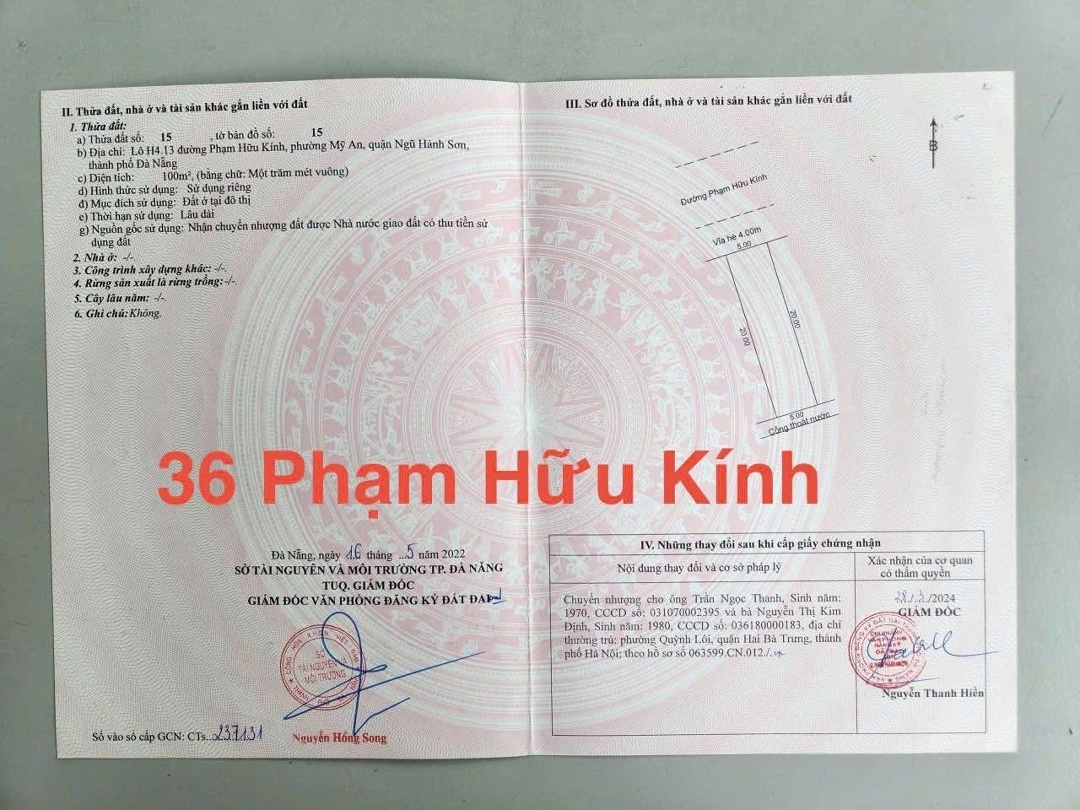 II. Thửa đất, nhà ở và tài sản khác gắn liền với đất
1. Thửa đất:
a) Thửa đất số: 15 , tờ bản đồ số: 15
b) Địa chỉ: Lô H4.13 đường Phạm Hữu Kính, phường Mỹ An, quận Ngũ Hành Sơn,
thành phố Đà Nẵng
c) Diện tích: 100m², (bằng chữ: Một trăm mét vuông)
d) Hình thức sử dụng: Sử dụng riêng
đ) Mục đích sử dụng: Đất ở tại đô thị
e) Thời hạn sử dụng: Lâu dài
g) Nguồn gốc sử dụng: Nhận chuyển nhượng đất được Nhà nước giao đất có thu tiền sử
dụng đất
2. Nhà ở: -/-.
3. Công trình xây dựng khác: -/-.
4. Rừng sản xuất là rừng trồng: -/-.
5. Cây lâu năm: -/-.
6. Ghi chú: Không.
III. Sơ đồ thửa đất, nhà ở và tài sản khác gắn liền với đất
B
Đường Phạm Hữu Kính
Vỉa hè 4.00m
5.00
20.00
20.00
5.00
Cống thoát nước
36 Phạm Hữu Kính
Đà Nẵng, ngày 16 tháng 5 năm 2022
SỞ TÀI NGUYÊN VÀ MÔI TRƯỜNG TP. ĐÀ NẴNG
TUQ. GIÁM ĐỐC
GIÁM ĐỐC VĂN PHÒNG ĐĂNG KÝ ĐẤT ĐAI
SỞ
TÀI NGUYÊN VÀ
MÔI TRƯỜNG
Nguyễn Hồng Song
Số vào sổ cấp GCN: CTs..237131
IV. Những thay đổi sau khi cấp giấy chứng nhận
Nội dung thay đổi và cơ sở pháp lý
Xác nhận của cơ quan
có thẩm quyền
Chuyển nhượng cho ông Trần Ngọc Thanh, Sinh năm:
1970, CCCD số: 031070002395 và bà Nguyễn Thị Kim
Định, Sinh năm: 1980, CCCD số: 036180000183, địa chỉ
thường trú: phường Quỳnh Lôi, quận Hai Bà Trưng, thành
phố Hà Nội; theo hồ sơ số 063599.CN.012./.
28/3/2024
GIÁM ĐỐC
Nguyễn Thanh Hiền